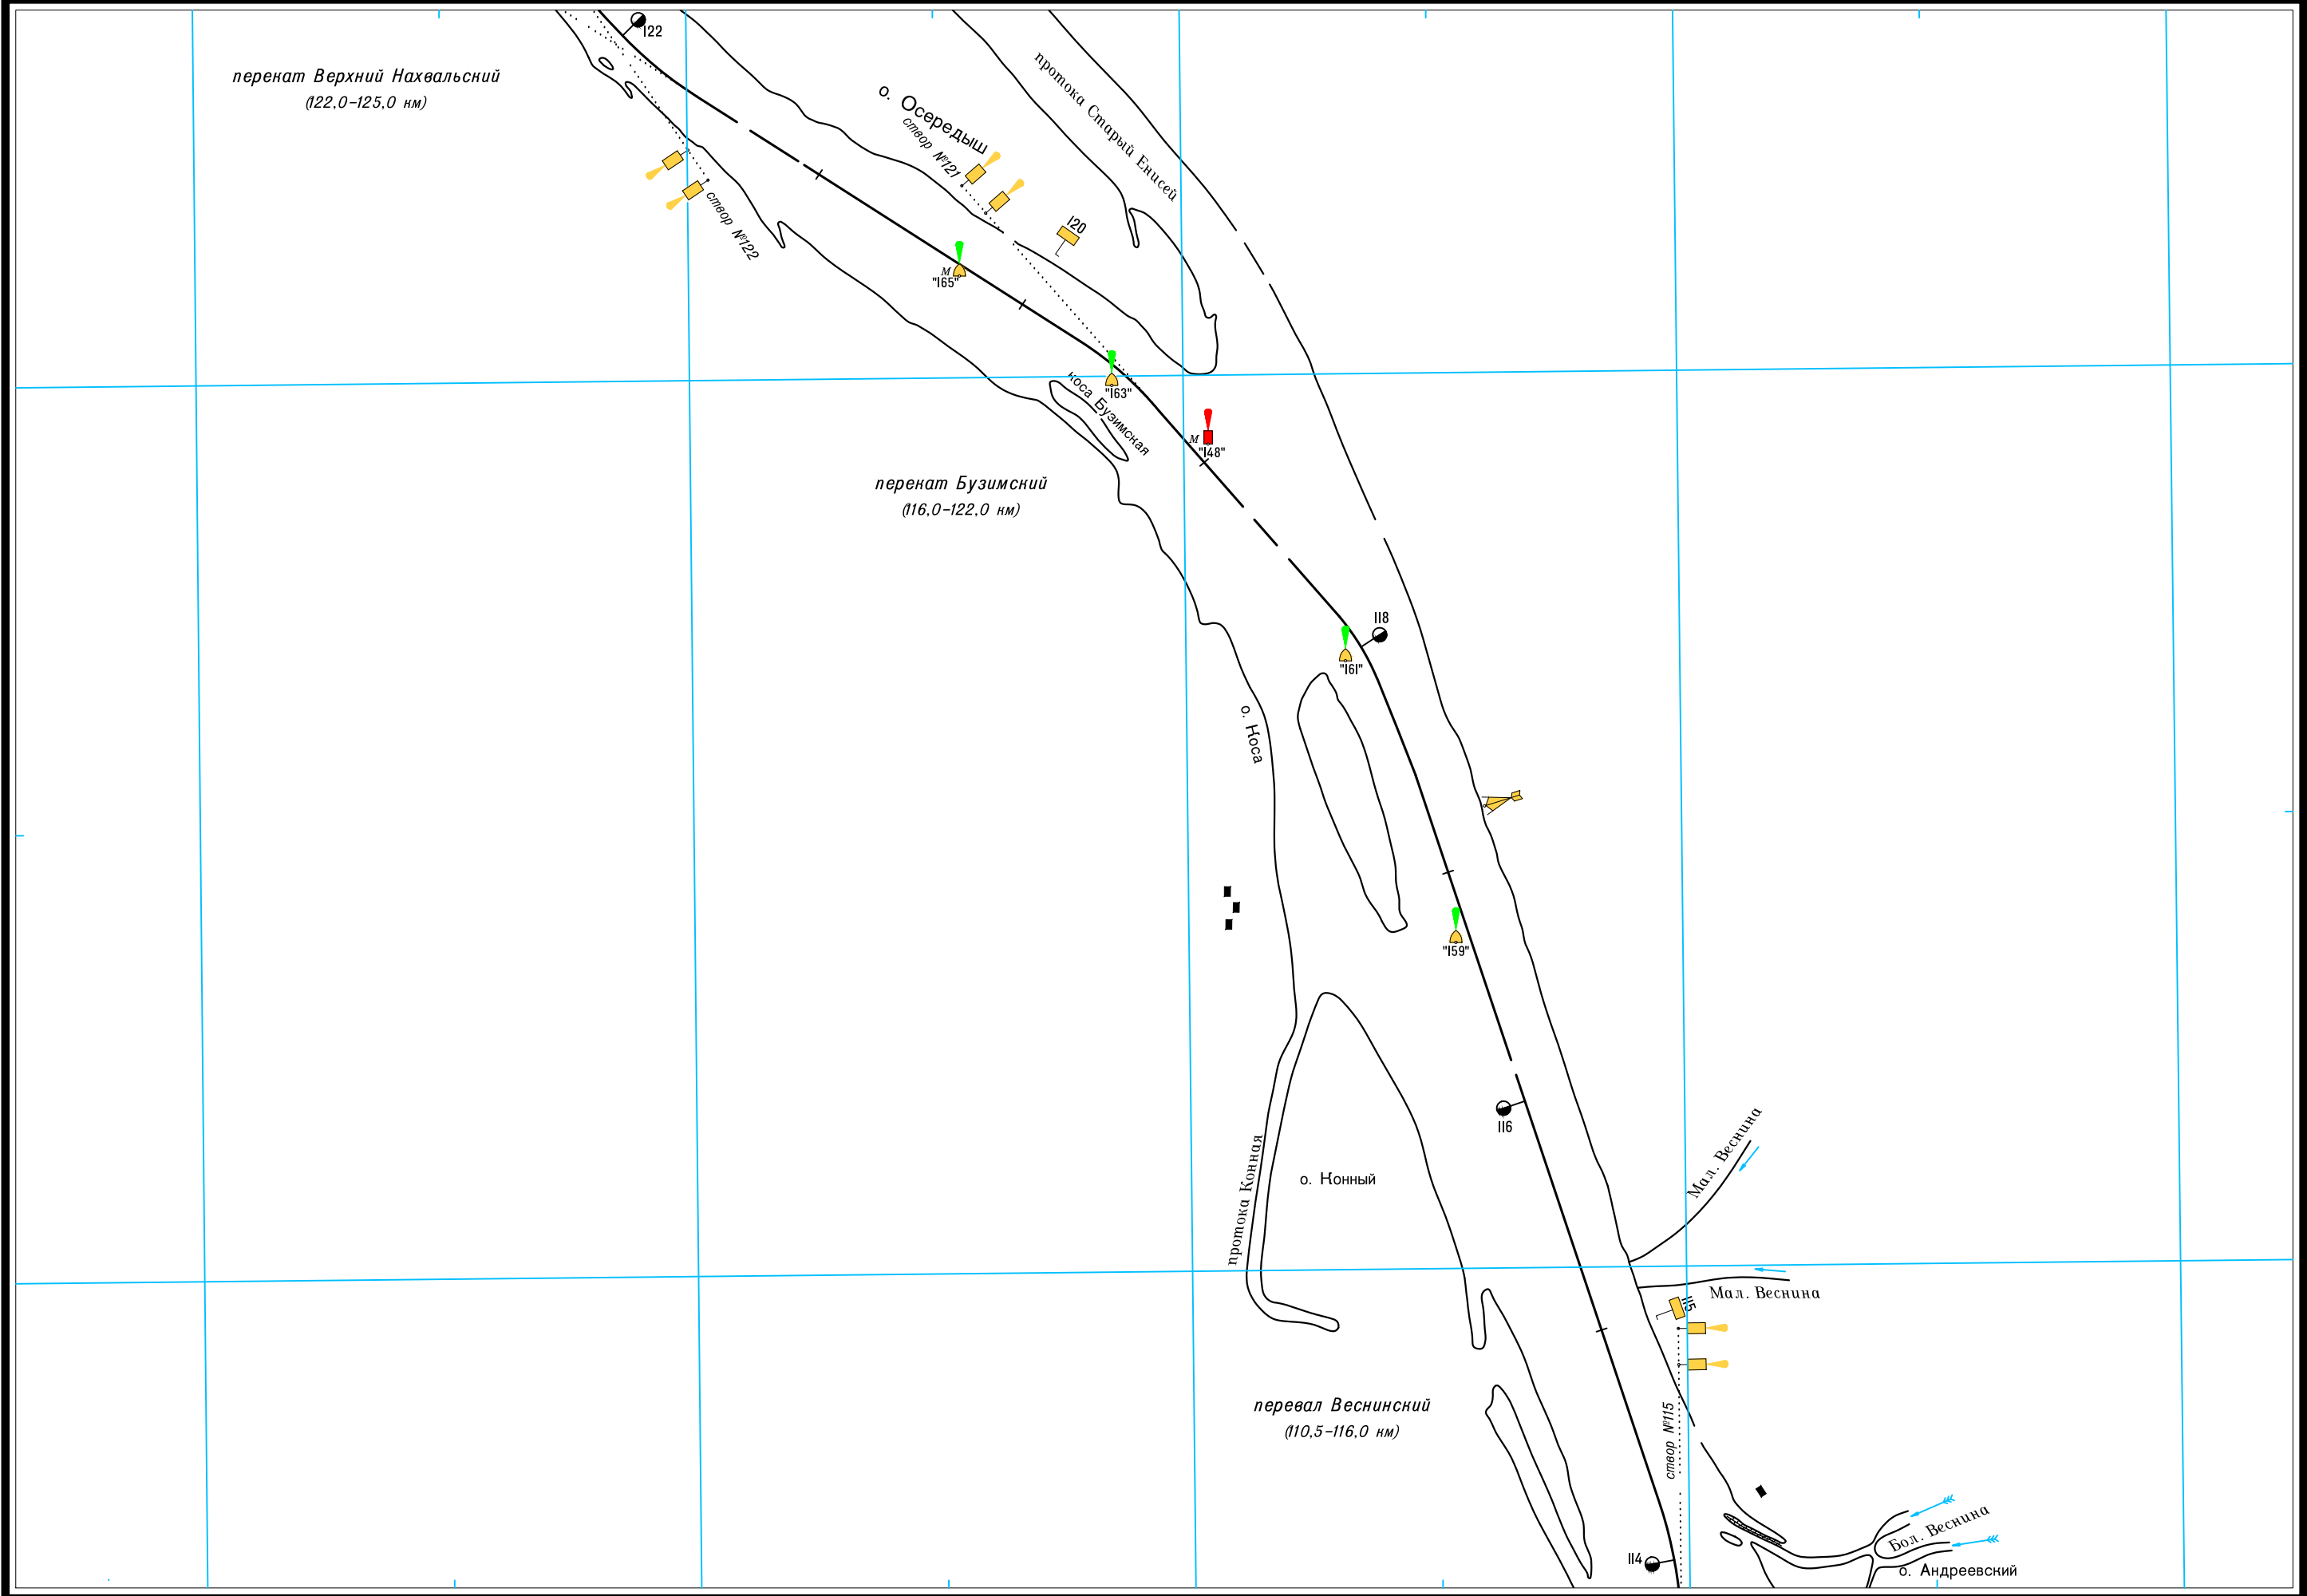 122
перекат Верхний Нахвальский
(122,0-125,0 км)
протока Старый Енисей
о. Осередыш
створ №121
створ №122
120
М
"165"
"163"
коса Бузимская
М
"148"
перекат Бузимский
(116,0-122,0 км)
118
"161"
о. Коса
"159"
116
Мал. Веснина
протока Конная
о. Конный
Мал. Веснина
115
перевал Веснинский
(110,5-116,0 км)
створ №115
Бол. Веснина
114
о. Андреевский